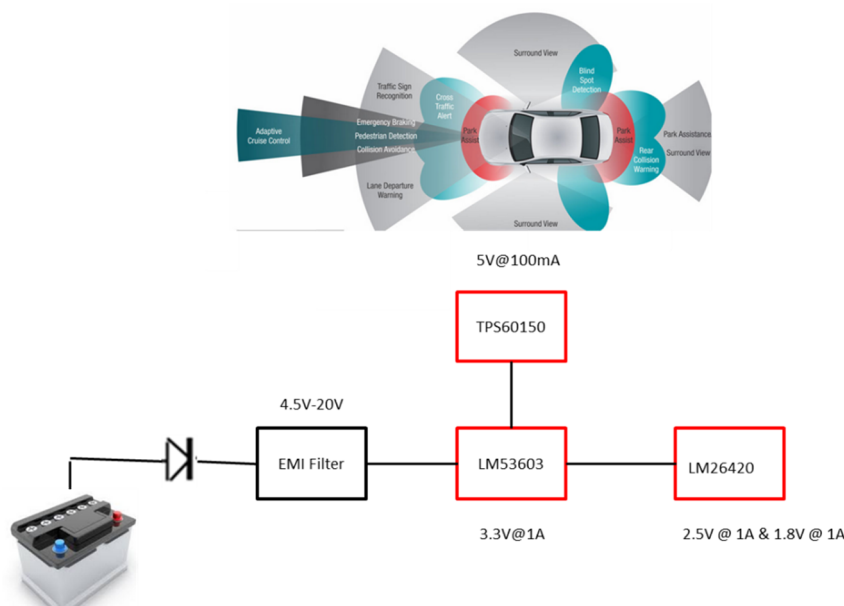 Surround View
Blind
Spot
Detection
Traffic Sign
Recognition
Cross
Traffic
Alert
Emergency Braking
Adaptive
Cruise Control
Pedestrian Detection
Collision Avoidance
Park
Assist
Park
Assist
Park Assistance
Surround View
Rear
Collision
Warning
Lane Departure
Warning
Surround View
5V@100mA
TPS60150
4.5V-20V
EMI Filter
LM53603
LM26420
3.3V@1A
2.5V @ 1A & 1.8V @ 1A